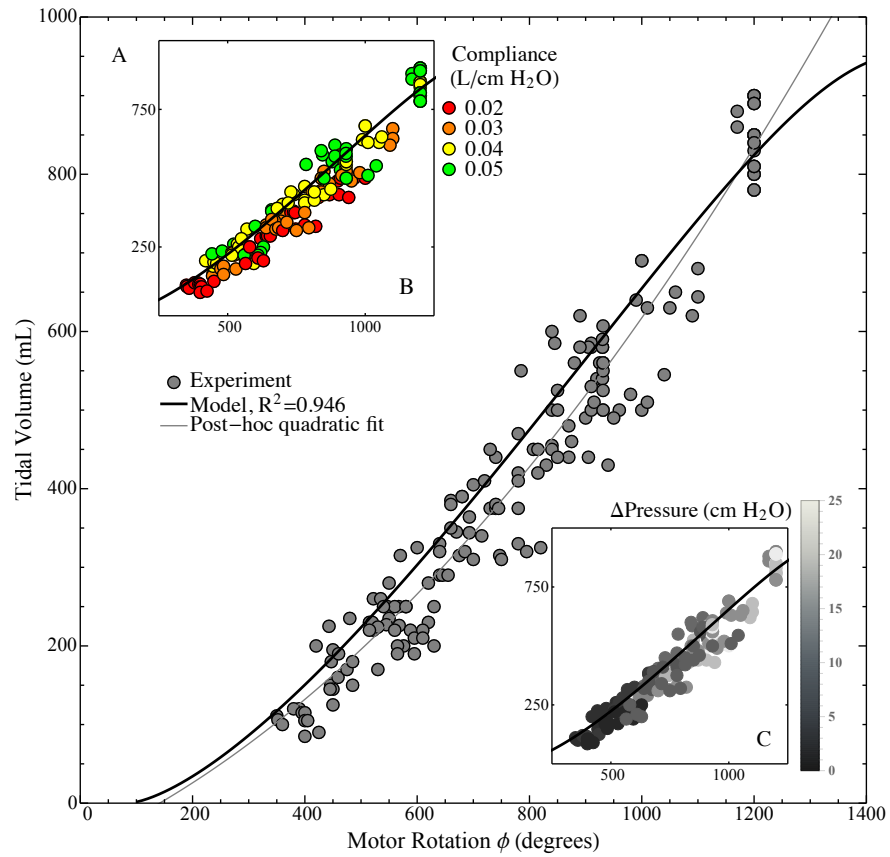 A
750
250
500
1000
B
Compliance
(L/cm H₂O)
0.02
0.03
0.04
0.05
Experiment
Model, R²=0.946
Post−hoc quadratic fit
ΔPressure (cm H₂O)
750
250
500
1000
C
25
20
15
10
5
0
1000
800
600
400
200
0
Tidal Volume (mL)
0
200
400
600
800
1000
1200
1400
Motor Rotation ϕ (degrees)